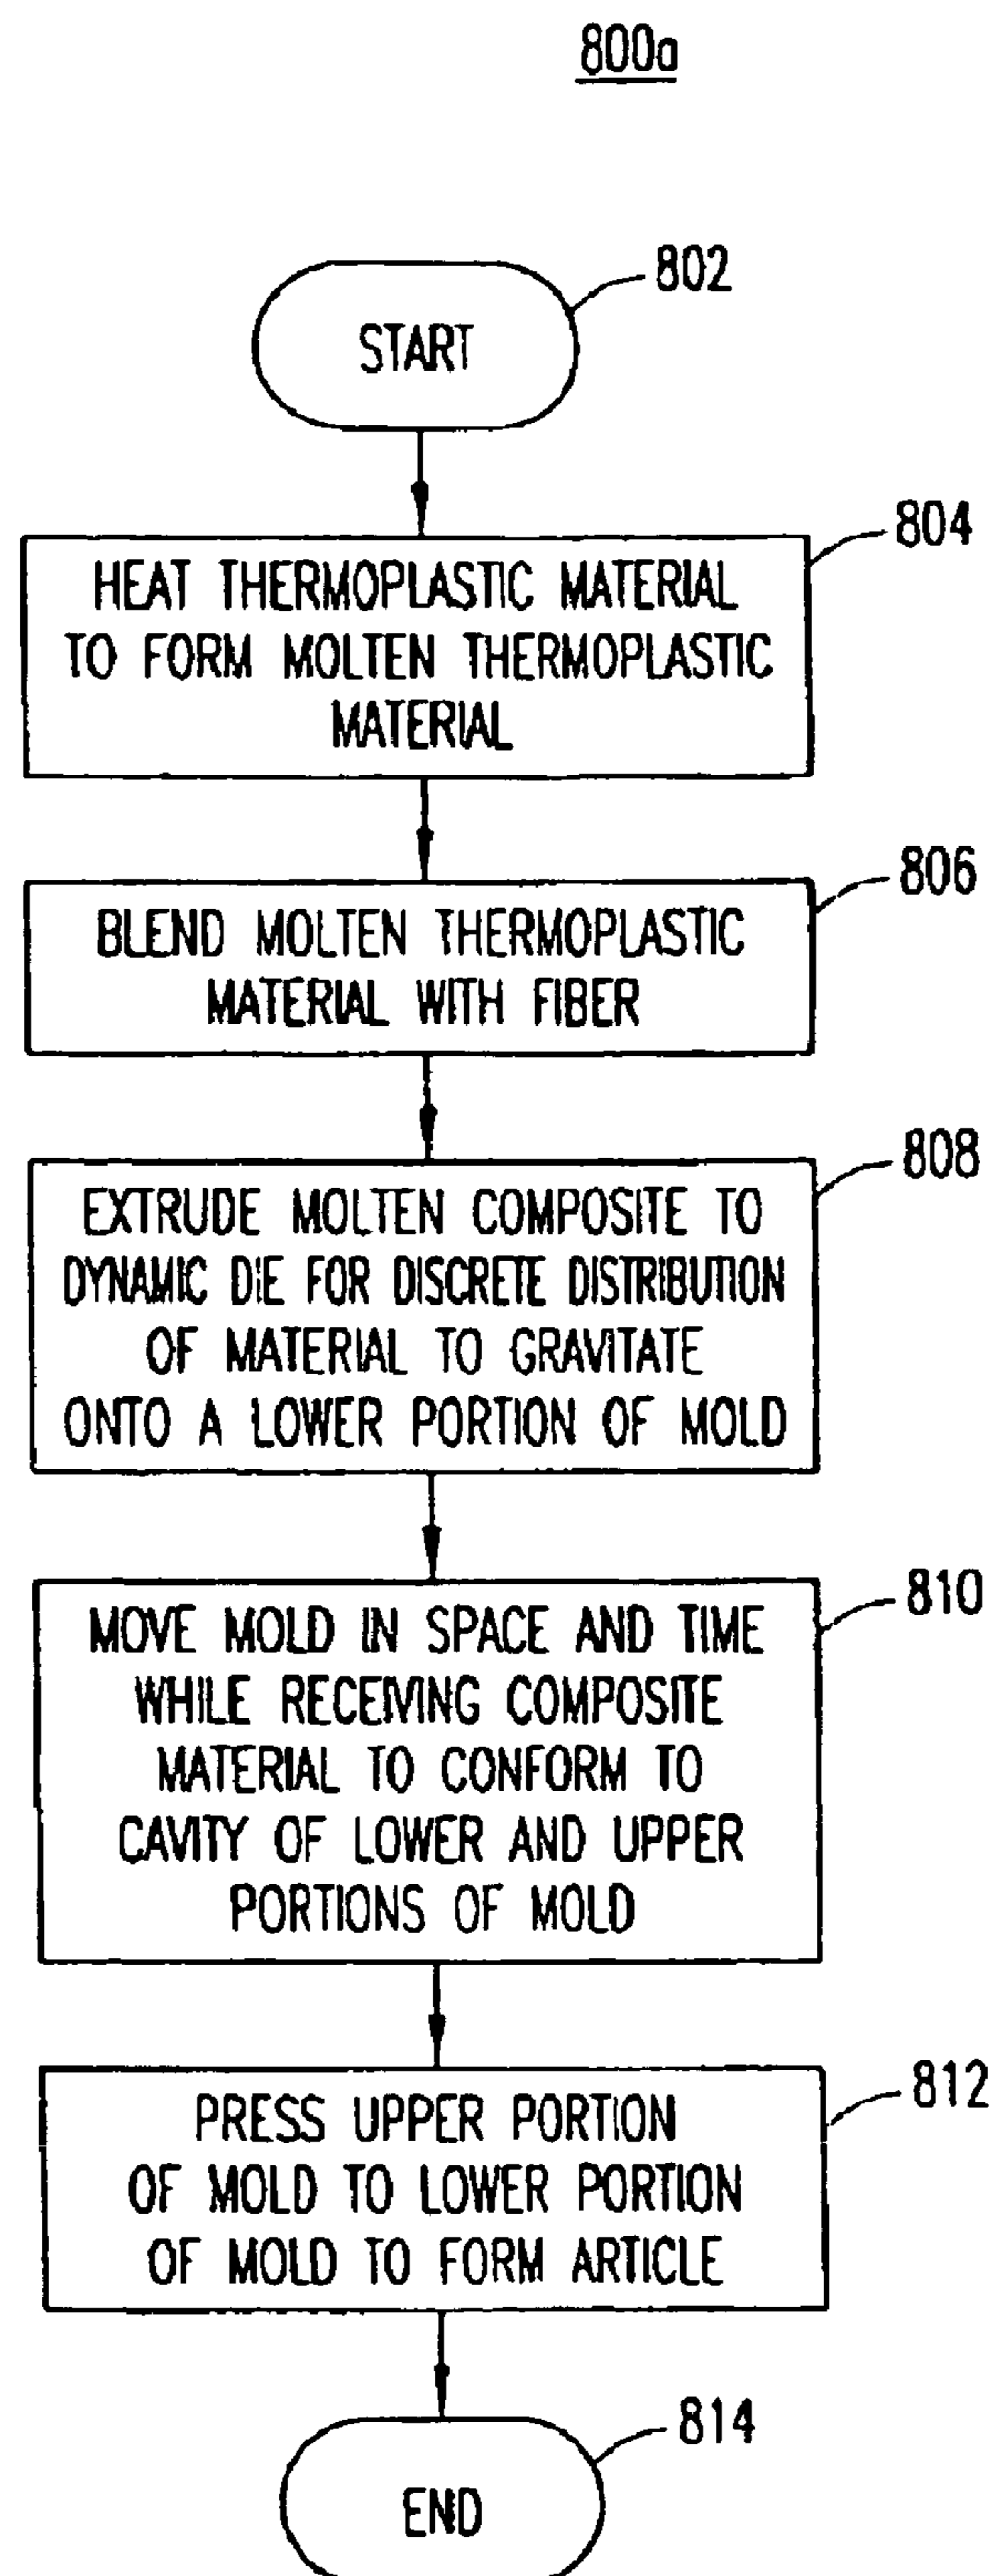 800a
802
START
804
HEAT THERMOPLASTIC MATERIAL
TO FORM MOLTEN THERMOPLASTIC
MATERIAL
806
BLEND MOLTEN THERMOPLASTIC
MATERIAL WITH FIBER
808
EXTRUDE MOLTEN COMPOSITE TO
DYNAMIC DIE FOR DISCRETE DISTRIBUTION
OF MATERIAL TO GRAVITATE
ONTO A LOWER PORTION OF MOLD
810
MOVE MOLD IN SPACE AND TIME
WHILE RECEIVING COMPOSITE
MATERIAL TO CONFORM TO
CAVITY OF LOWER AND UPPER
PORTIONS OF MOLD
812
PRESS UPPER PORTION
OF MOLD TO LOWER PORTION
OF MOLD TO FORM ARTICLE
814
END